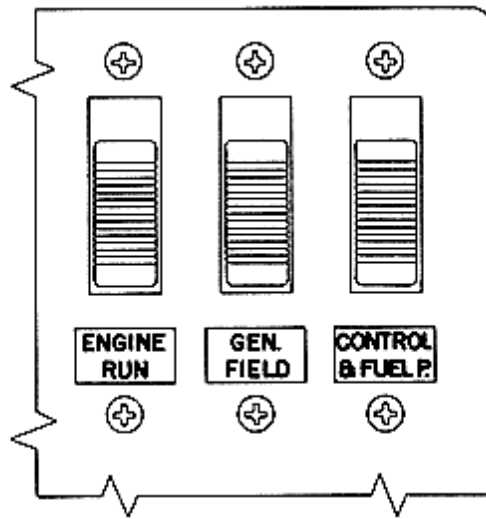 ENGINE
RUN
GEN.
FIELD
CONTROL
& FUEL P.